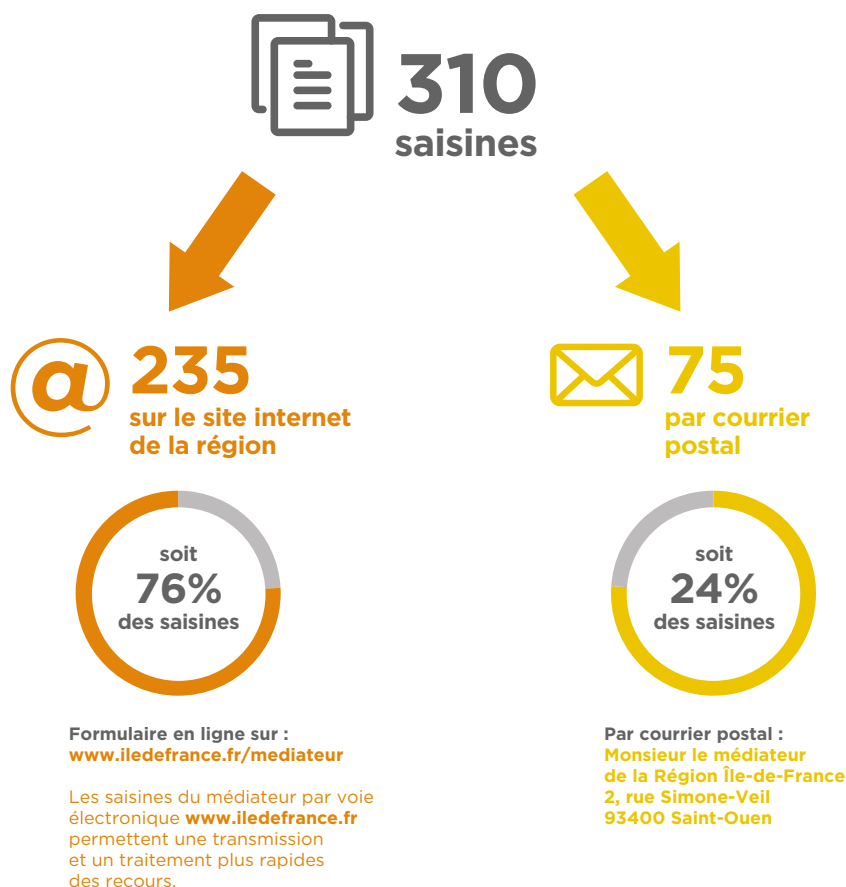 310
saisines
@
235
sur le site internet
de la région
soit
76%
des saisines
Formulaire en ligne sur :
www.iledefrance.fr/mediateur
Les saisines du médiateur par voie
électronique www.iledefrance.fr
permettent une transmission
et un traitement plus rapides
des recours.
75
par courrier
postal
soit
24%
des saisines
Par courrier postal :
Monsieur le médiateur
de la Région Île-de-France
2, rue Simone-Veil
93400 Saint-Ouen